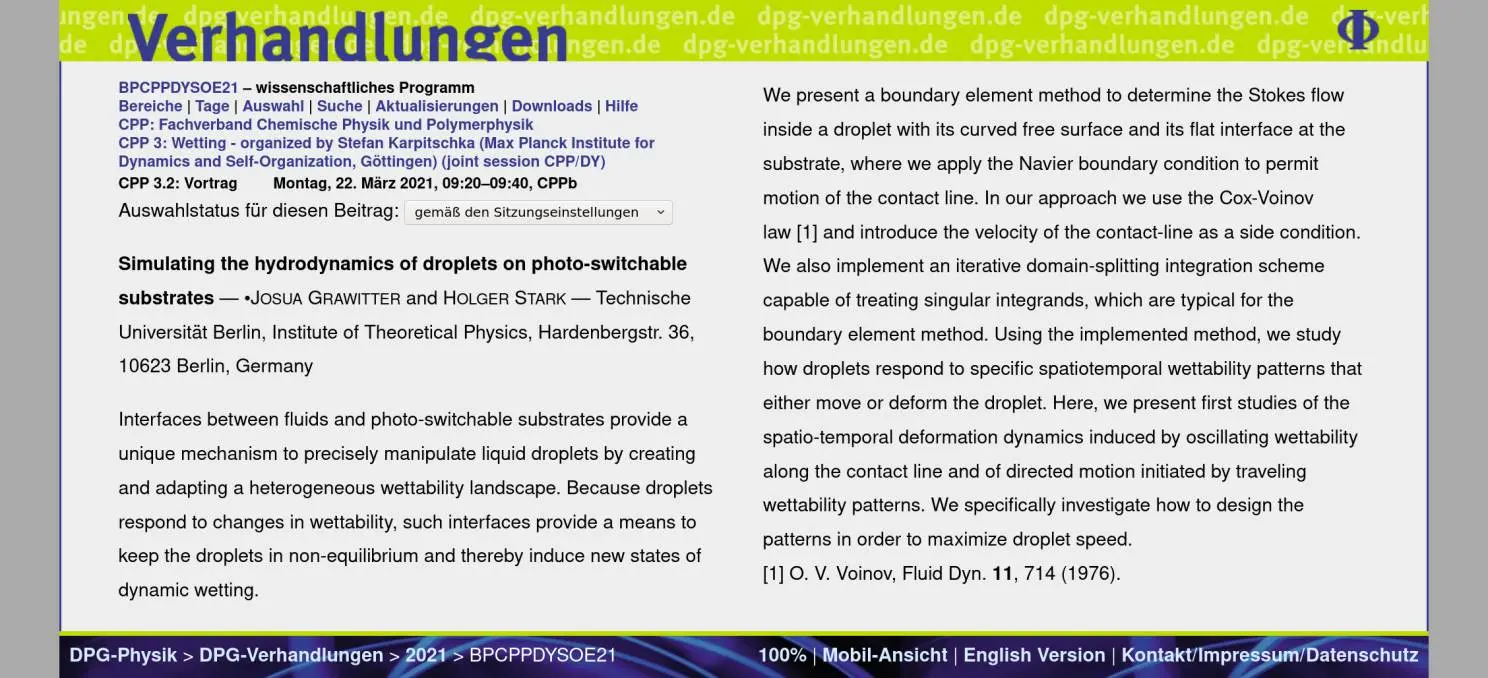 ungen.de dpg-verhandlungen.de dpg-verhandlungen.de dpg-verhandlungen.de dpg-verhandlungen.de
Verhandlungen
BPCPPDYSOE21 – wissenschaftliches Programm
Bereiche | Tage | Auswahl | Suche | Aktualisierungen | Downloads | Hilfe
CPP: Fachverband Chemische Physik und Polymerphysik
CPP 3: Wetting - organized by Stefan Karpitschka (Max Planck Institute for
Dynamics and Self-Organization, Göttingen) (joint session CPP/DY)
CPP 3.2: Vortrag Montag, 22. März 2021, 09:20–09:40, CPPb
Auswahlstatus für diesen Beitrag: gemäß den Sitzungseinstellungen
Simulating the hydrodynamics of droplets on photo-switchable
substrates — •Josua Grawitter and Holger Stark — Technische
Universität Berlin, Institute of Theoretical Physics, Hardenbergstr. 36,
10623 Berlin, Germany
Interfaces between fluids and photo-switchable substrates provide a
unique mechanism to precisely manipulate liquid droplets by creating
and adapting a heterogeneous wettability landscape. Because droplets
respond to changes in wettability, such interfaces provide a means to
keep the droplets in non-equilibrium and thereby induce new states of
dynamic wetting.
We present a boundary element method to determine the Stokes flow
inside a droplet with its curved free surface and its flat interface at the
substrate, where we apply the Navier boundary condition to permit
motion of the contact line. In our approach we use the Cox-Voinov
law [1] and introduce the velocity of the contact-line as a side condition.
We also implement an iterative domain-splitting integration scheme
capable of treating singular integrands, which are typical for the
boundary element method. Using the implemented method, we study
how droplets respond to specific spatiotemporal wettability patterns that
either move or deform the droplet. Here, we present first studies of the
spatio-temporal deformation dynamics induced by oscillating wettability
along the contact line and of directed motion initiated by traveling
wettability patterns. We specifically investigate how to design the
patterns in order to maximize droplet speed.
[1] O. V. Voinov, Fluid Dyn. 11, 714 (1976).
DPG-Physik > DPG-Verhandlungen > 2021 > BPCPPDYSOE21
100% | Mobil-Ansicht | English Version | Kontakt/Impressum/Datenschutz